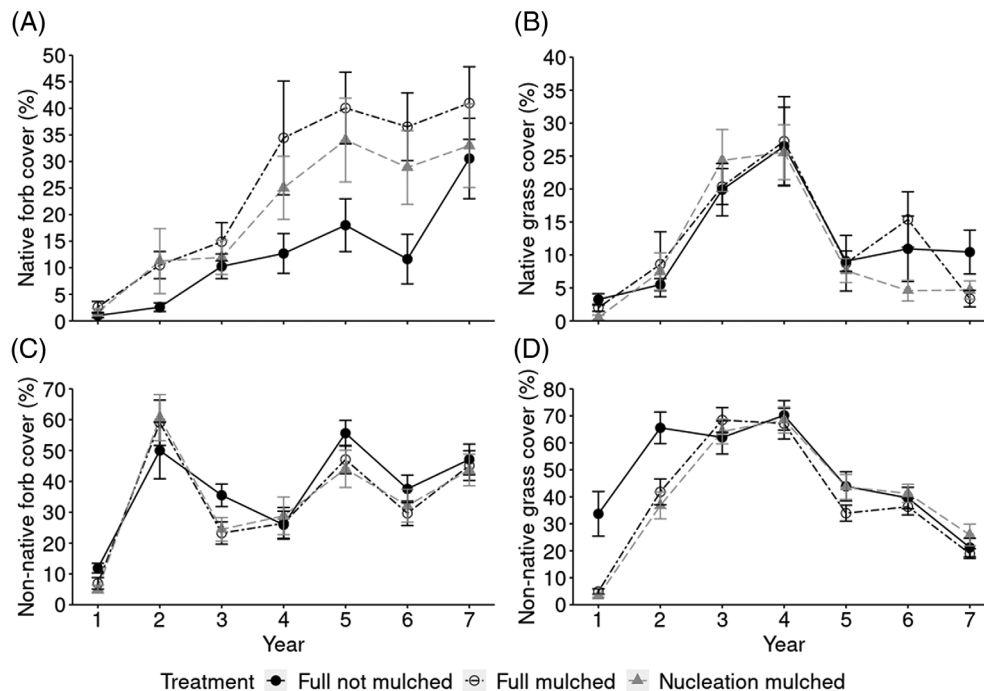 (A)
(B)
Native forb cover (%)
50
45
40
35
30
25
20
15
10
5
0
Native grass cover (%)
40
35
30
25
20
15
10
5
0
(C)
(D)
Non-native forb cover (%)
70
60
50
40
30
20
10
0
1 2 3 4 5 6 7
Year
Non-native grass cover (%)
80
70
60
50
40
30
20
10
0
1 2 3 4 5 6 7
Year
Treatment Full not mulched Full mulched Nucleation mulched